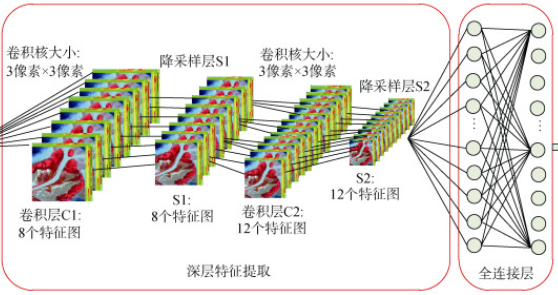 卷积核大小:
3像素×3像素
降采样层S1
卷积核大小:
3像素×3像素
降采样层S2
卷积层C1:
8个特征图
S1:
8个特征图
卷积层C2:
12个特征图
S2:
12个特征图
深层特征提取
全连接层